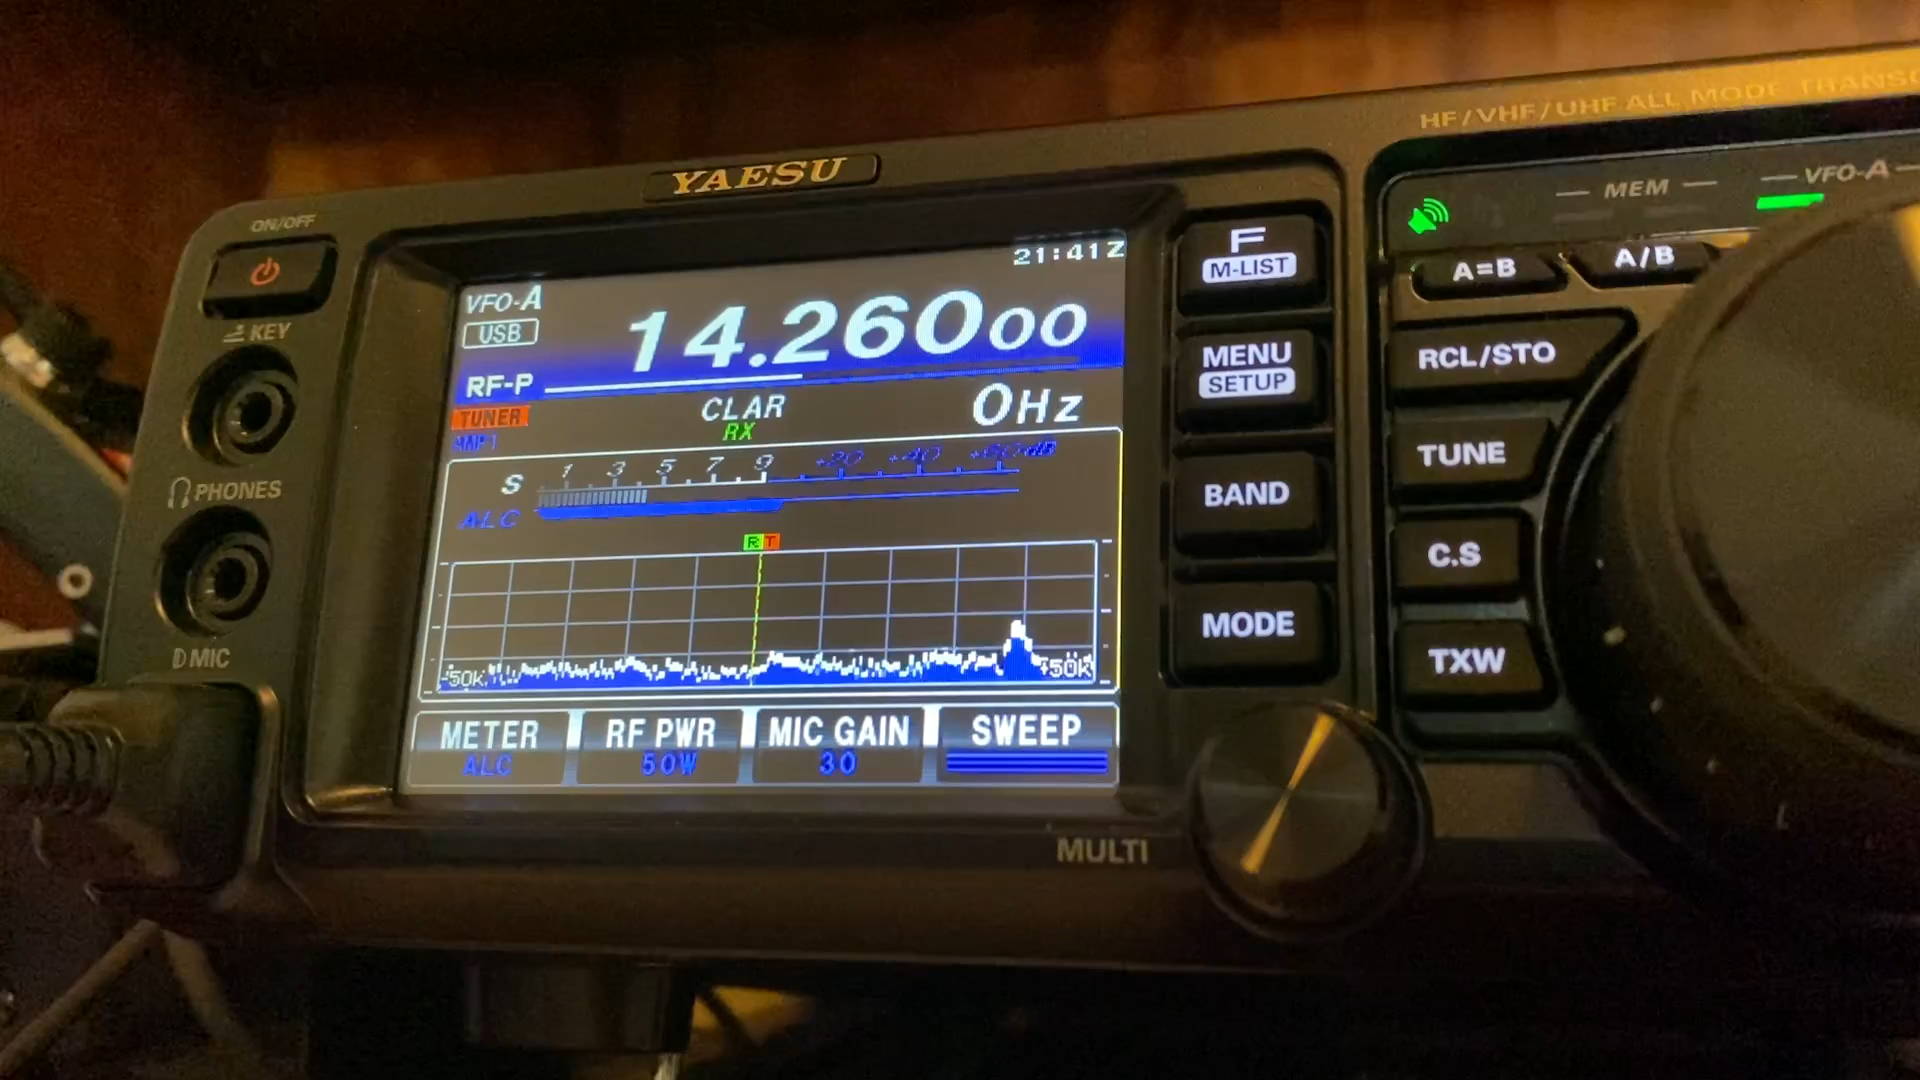 YAESU
HF/VHF/UHF ALL MODE
ON/OFF
KEY
PHONES
MIC
21:41Z
VFO-A
USB
14.26000
RF-P
TUNER
CLAR
0Hz
AMP1
RX
S 1 3 5 7 9 +20 +40 +60dB
ALC
R T
-50k
+50k
METER
ALC
RF PWR
50W
MIC GAIN
30
SWEEP
F
M-LIST
MENU
SETUP
BAND
MODE
MULTI
MEM
VFO-A
A=B
A/B
RCL/STO
TUNE
C.S
TXW